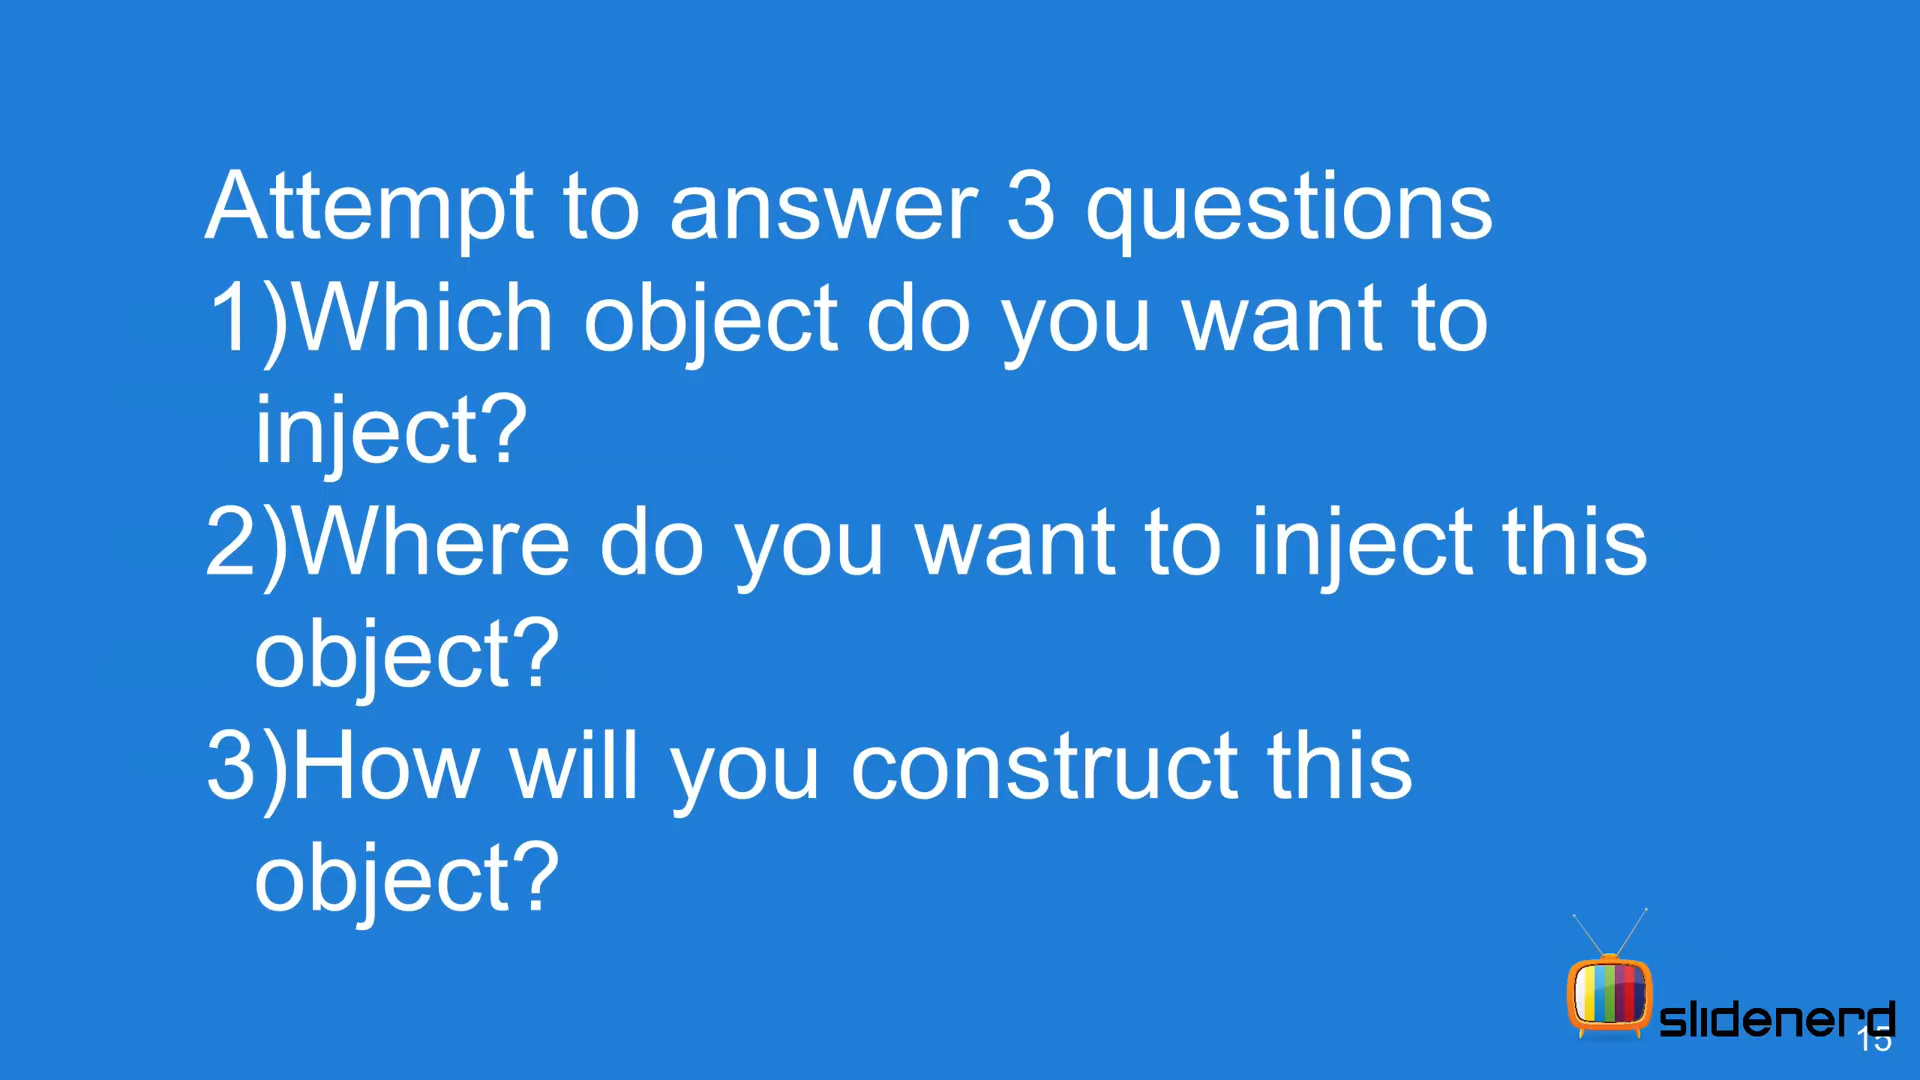 Attempt to answer 3 questions
1)Which object do you want to
inject?
2)Where do you want to inject this
object?
3)How will you construct this
object?
slidenerd
15